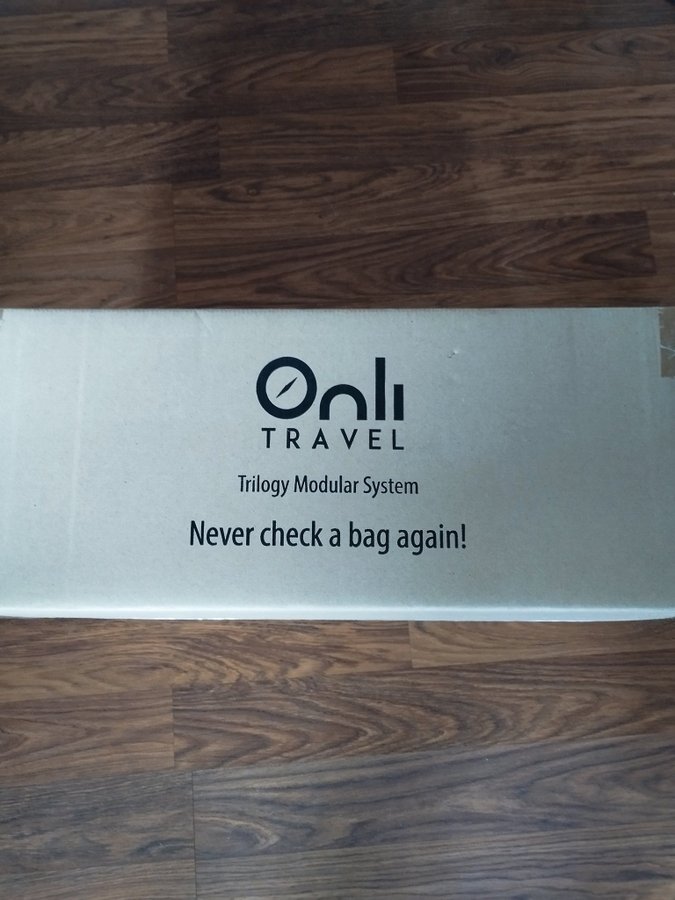 Onli
TRAVEL
Trilogy Modular System
Never check a bag again!